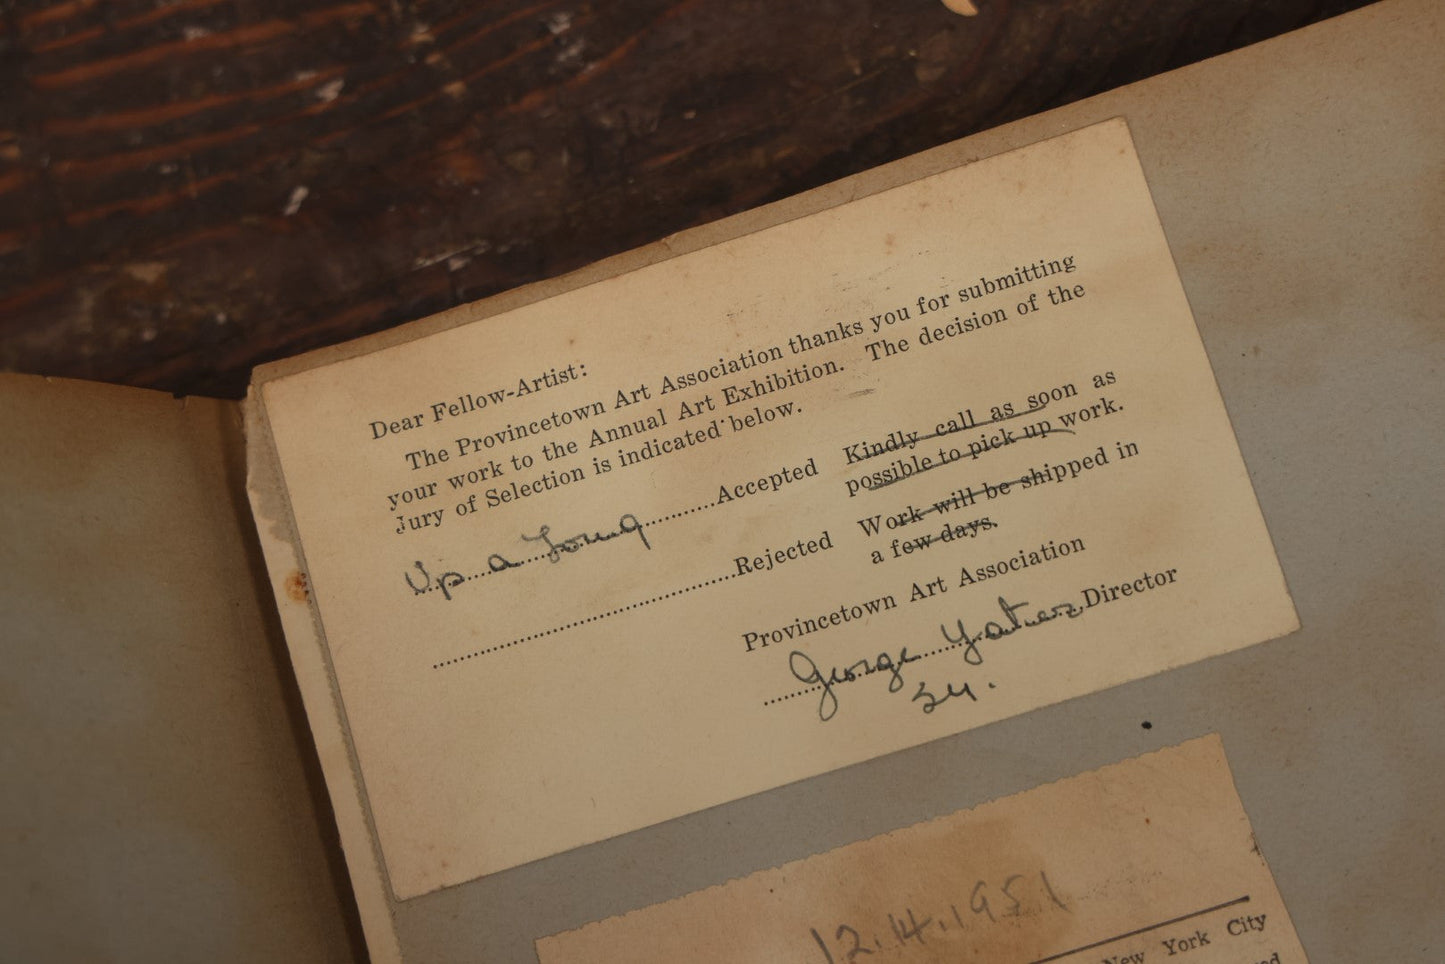 Dear Fellow-Artist:
The Provincetown Art Association thanks you for submitting
your work to the Annual Art Exhibition. The decision of the
Jury of Selection is indicated below.
Up a Long ..........Accepted Kindly call as soon as
possible to pick up work.
..............................Rejected Work will be shipped in
a few days.
Provincetown Art Association
George Yater Director
12.14.1951
New York City